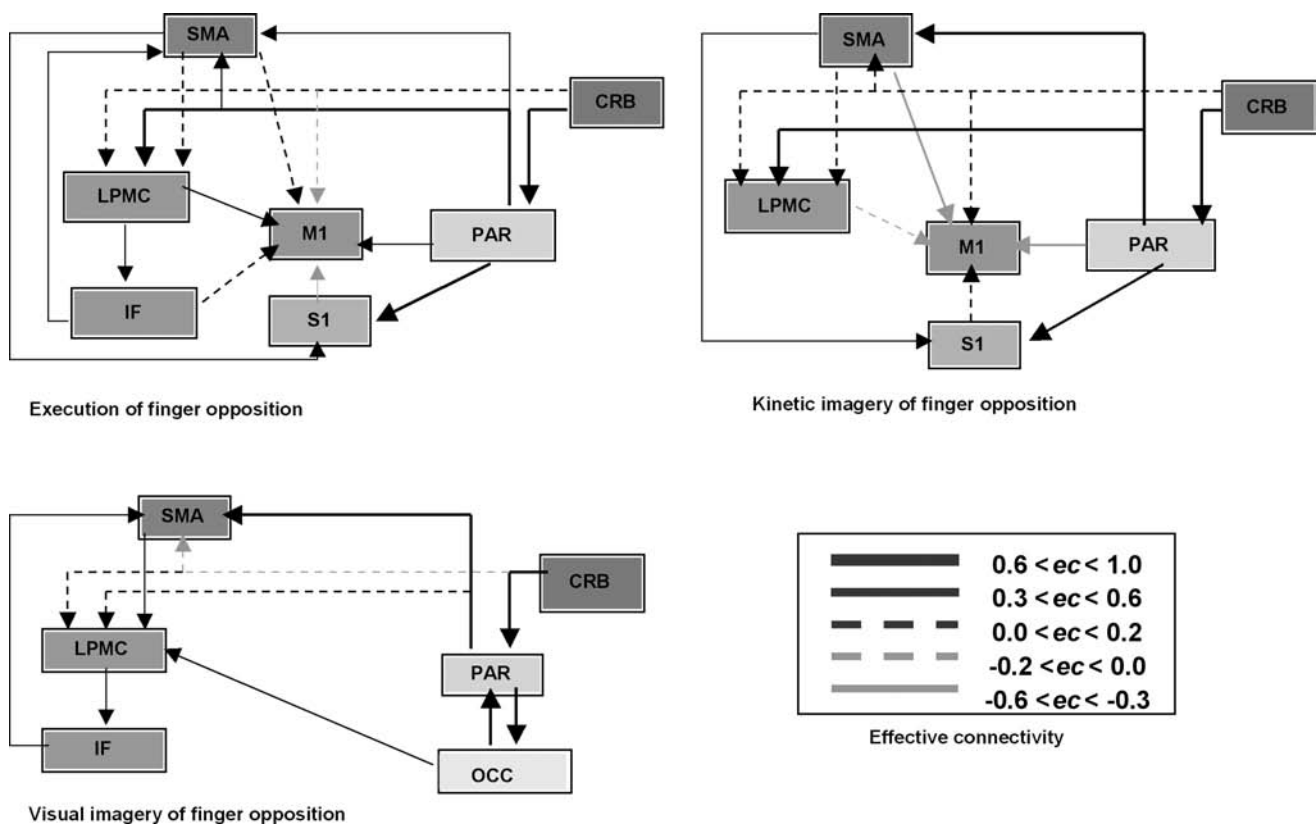 SMA
CRB
LPMC
M1
PAR
IF
S1
Execution of finger opposition
SMA
CRB
LPMC
M1
PAR
S1
Kinetic imagery of finger opposition
SMA
CRB
LPMC
PAR
IF
OCC
Visual imagery of finger opposition
0.6 < ec < 1.0
0.3 < ec < 0.6
0.0 < ec < 0.2
-0.2 < ec < 0.0
-0.6 < ec < -0.3
Effective connectivity